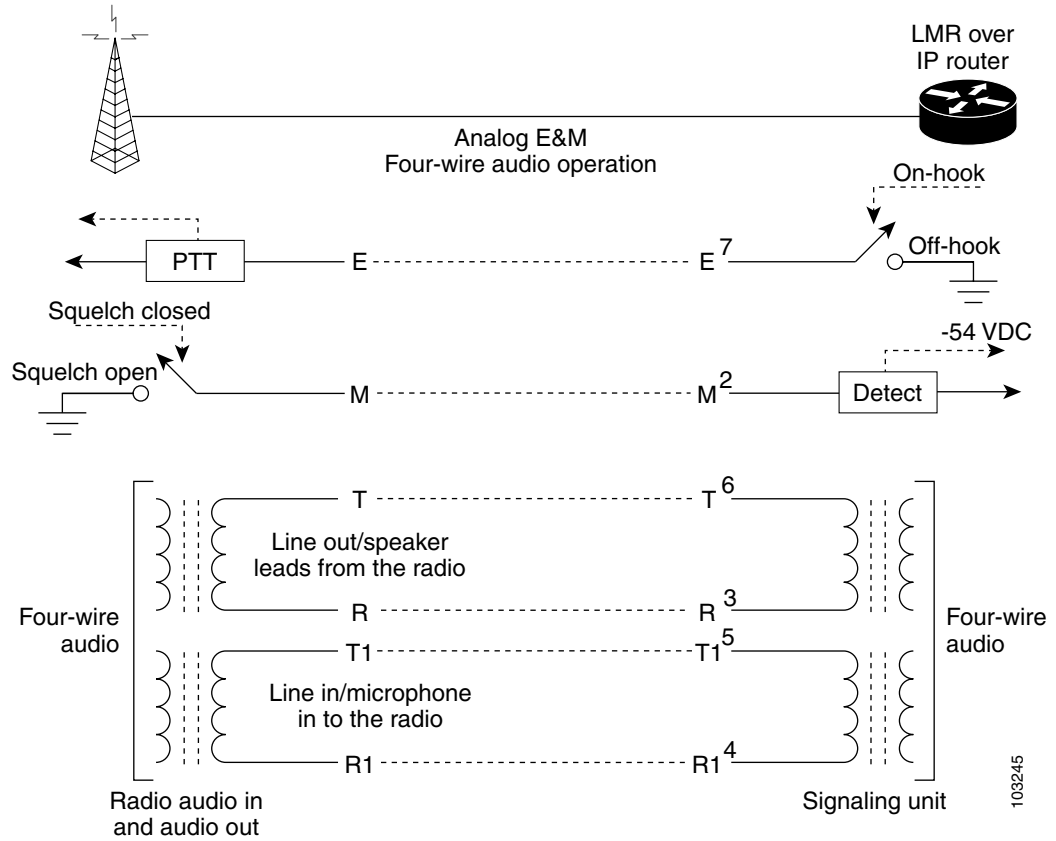 LMR over
IP router
Analog E&M
Four-wire audio operation
On-hook
PTT
E
E 7
Off-hook
Squelch closed
-54 VDC
Squelch open
M
M 2
Detect
T
T 6
Line out/speaker
leads from the radio
R
R 3
Four-wire
audio
Four-wire
audio
T1
T1 5
Line in/microphone
in to the radio
R1
R1 4
Radio audio in
and audio out
Signaling unit
103245